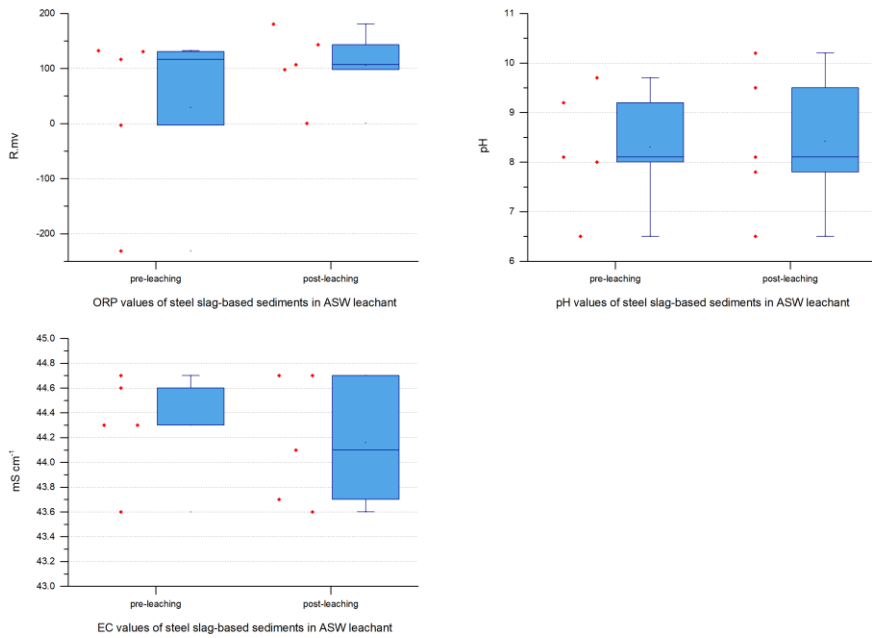 200
100
0
-100
-200
R.mv
pre-leaching
post-leaching
ORP values of steel slag-based sediments in ASW leachant
11
10
9
8
7
6
pH
pre-leaching
post-leaching
pH values of steel slag-based sediments in ASW leachant
45.0
44.8
44.6
44.4
44.2
44.0
43.8
43.6
43.4
43.2
43.0
mS cm⁻¹
pre-leaching
post-leaching
EC values of steel slag-based sediments in ASW leachant